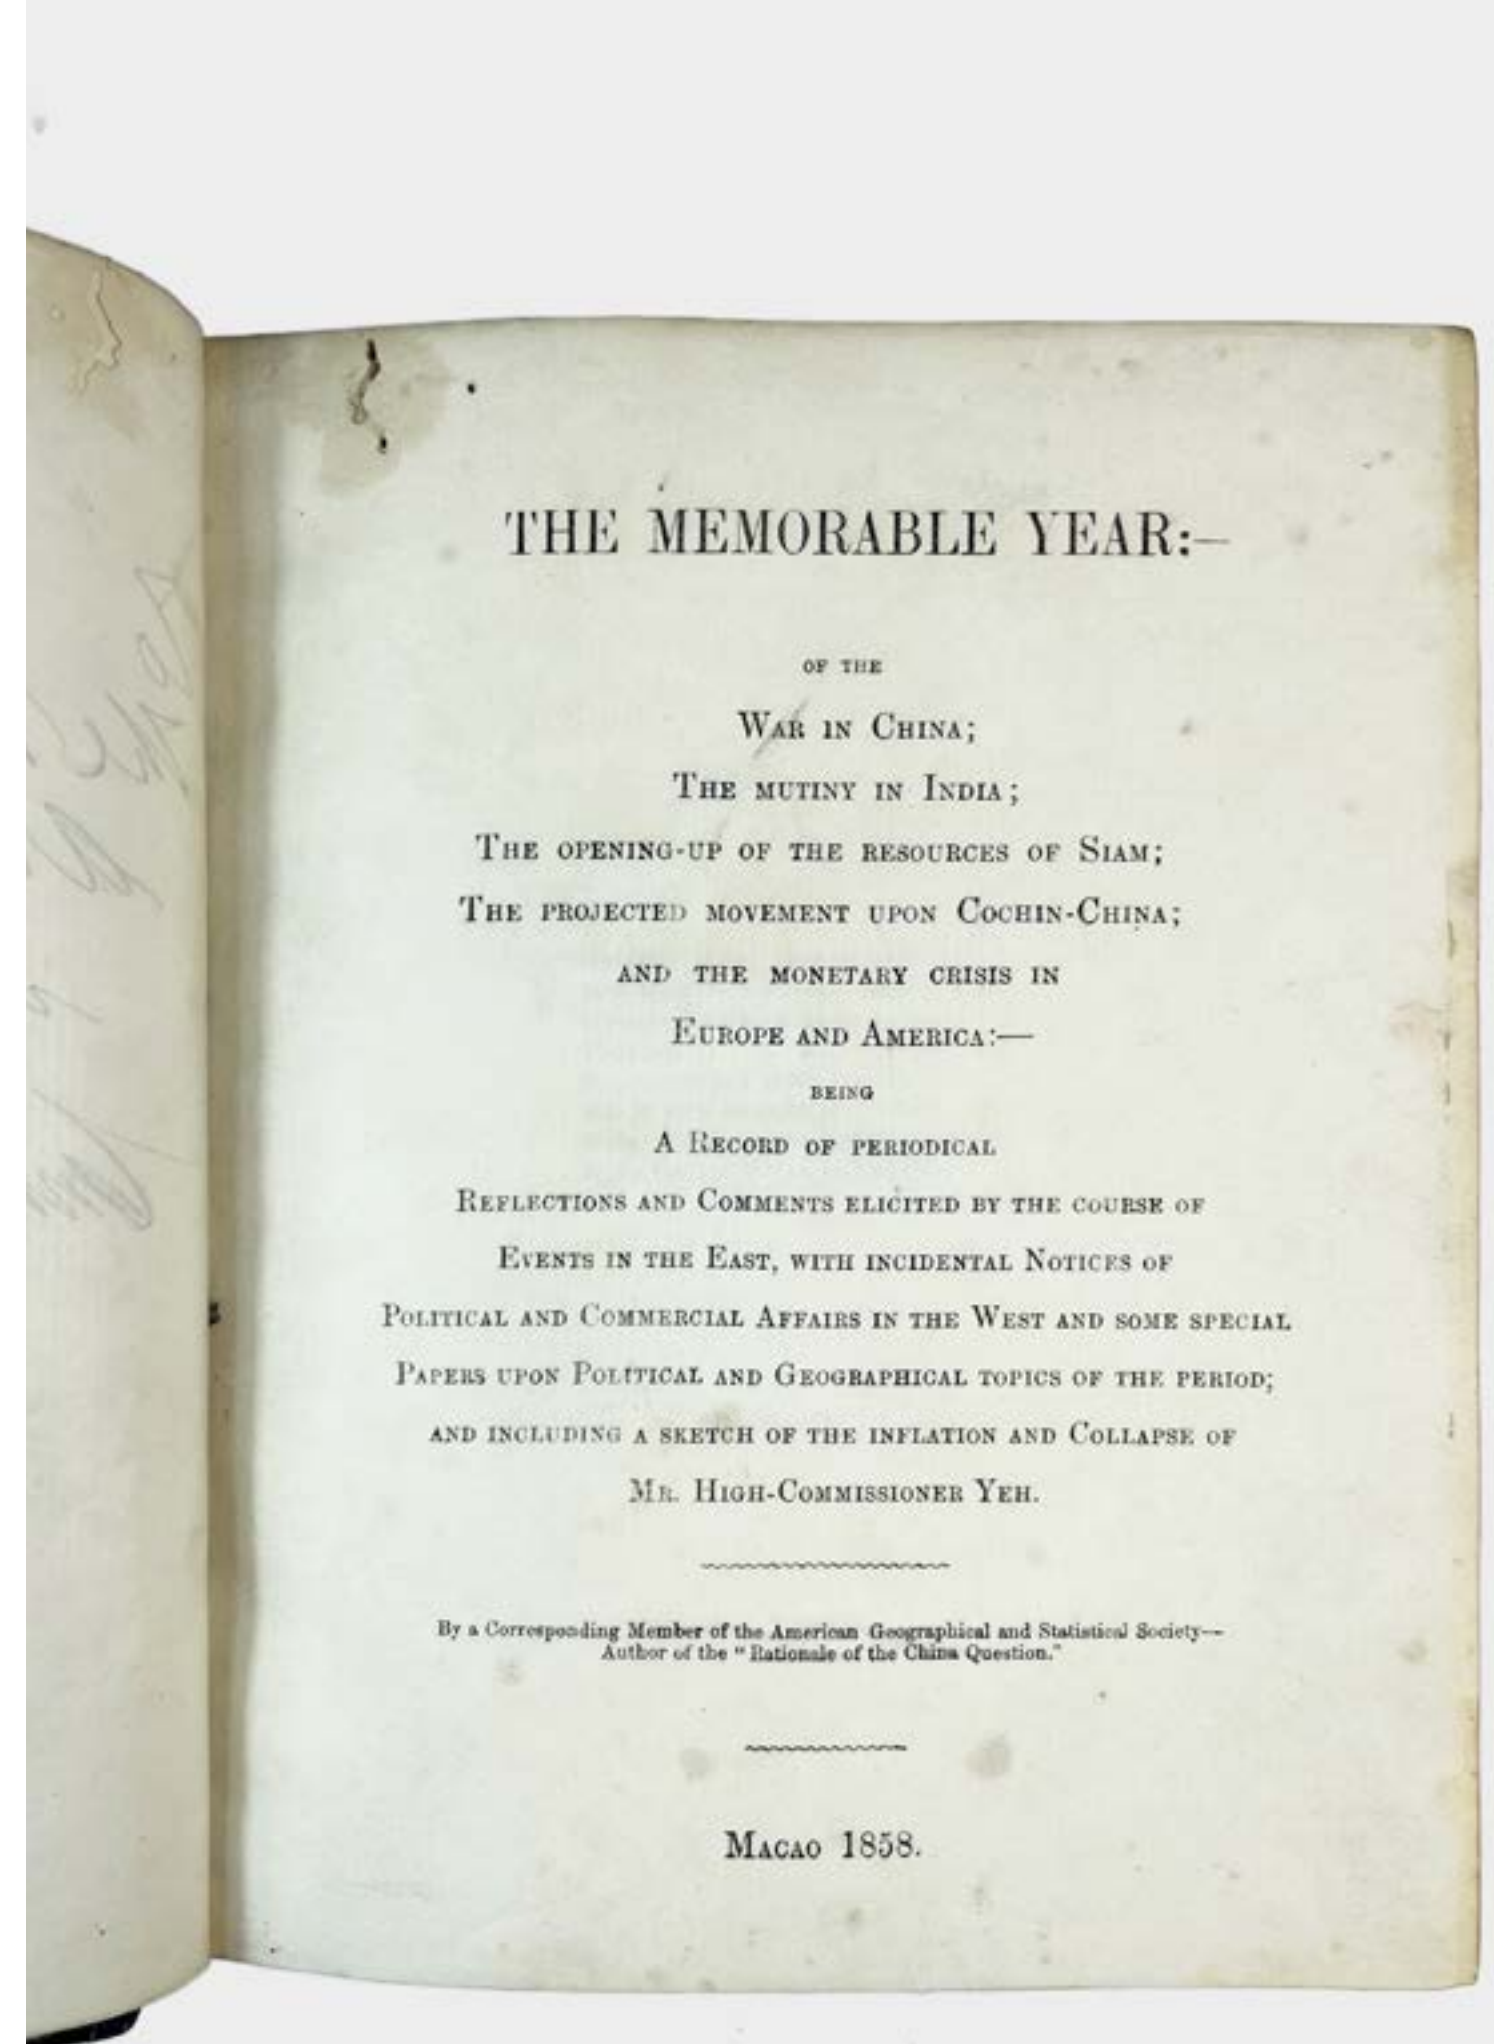 THE MEMORABLE YEAR:—
OF THE
WAR IN CHINA;
THE MUTINY IN INDIA;
THE OPENING-UP OF THE RESOURCES OF SIAM;
THE PROJECTED MOVEMENT UPON COCHIN-CHINA;
AND THE MONETARY CRISIS IN
EUROPE AND AMERICA:—
BEING
A RECORD OF PERIODICAL
REFLECTIONS AND COMMENTS ELICITED BY THE COURSE OF
EVENTS IN THE EAST, WITH INCIDENTAL NOTICES OF
POLITICAL AND COMMERCIAL AFFAIRS IN THE WEST AND SOME SPECIAL
PAPERS UPON POLITICAL AND GEOGRAPHICAL TOPICS OF THE PERIOD;
AND INCLUDING A SKETCH OF THE INFLATION AND COLLAPSE OF
MR. HIGH-COMMISSIONER YEH.
By a Corresponding Member of the American Geographical and Statistical Society—
Author of the "Rationale of the China Question."
MACAO 1858.